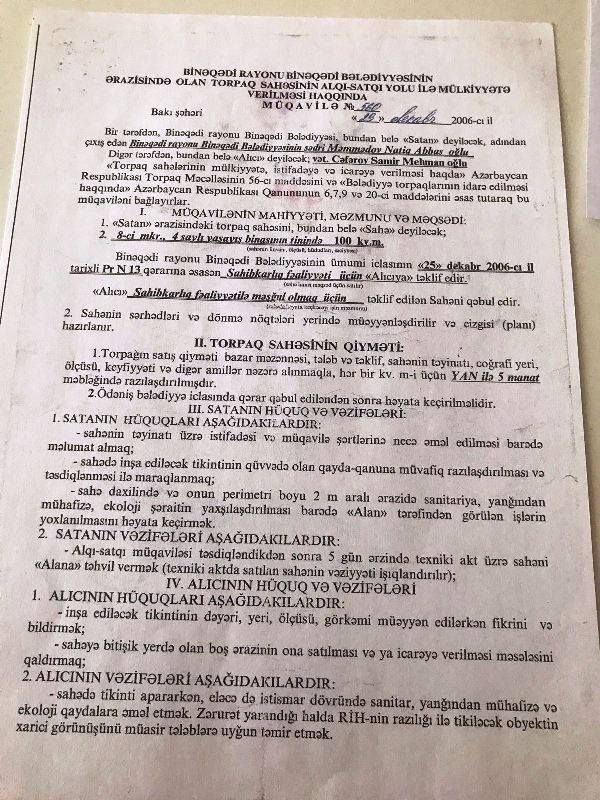 BİNƏQƏDİ RAYONU BİNƏQƏDİ BƏLƏDİYYƏSİNİN
ƏRAZİSİNDƏ OLAN TORPAQ SAHƏSİNİN ALQI-SATQI YOLU İLƏ MÜLKİYYƏTƏ
VERİLMƏSİ HAQQINDA
MÜQAVİLƏ №
Bakı şəhəri « » dekabr 2006-cı il
Bir tərəfdən, Binəqədi rayonu Binəqədi Bələdiyyəsi, bundan belə «Satan» deyiləcək, adından
çıxış edən Binəqədi rayonu Binəqədi Bələdiyyəsinin sədri Məmmədov Natiq Abbas oğlu
Digər tərəfdən, bundan belə «Alıcı» deyiləcək; vət. Cəfərov Samir Mehman oğlu
«Torpaq sahələrinin mülkiyyətə, istifadəyə və icarəyə verilməsi haqda» Azərbaycan
Respublikası Torpaq Məcəlləsinin 56-cı maddəsini və «Bələdiyyə torpaqlarının idarə edilməsi
haqqında» Azərbaycan Respublikası Qanununun 6,7,9 və 20-ci maddələrini əsas tutaraq bu
müqaviləni bağlayırlar.
I. MÜQAVİLƏNİN MAHİYYƏTİ, MƏZMUNU VƏ MƏQSƏDİ:
1. «Satan» ərazisindəki torpaq sahəsini, bundan belə «Sahə» deyiləcək;
2. 8-ci mkr., 4 saylı yaşayış binasının tinində 100 kv.m.
Binəqədi rayonu Binəqədi Bələdiyyəsinin ümumi iclasının «25» dekabr 2006-cı il
tarixli Pr N 13 qərarına əsasən Sahibkarlıq fəaliyyəti üçün «Alıcıya» təklif edir.
«Alıcı» Sahibkarlıq fəaliyyətilə məşğul olmaq üçün təklif edilən Sahəni qəbul edir.
2. Sahənin sərhədləri və dönmə nöqtələri yerində müəyyənləşdirilir və cizgisi (planı)
hazırlanır.
II. TORPAQ SAHƏSİNİN QİYMƏTİ:
1.Torpağın satış qiyməti bazar məzənnəsi, tələb və təklif, sahənin təyinatı, coğrafi yeri,
ölçüsü, keyfiyyəti və digər amillər nəzərə alınmaqla, hər bir kv. m-i üçün YAN ilə 5 manat
məbləğində razılaşdırılmışdır.
2.Ödəniş bələdiyyə iclasında qərar qəbul ediləndən sonra həyata keçirilməlidir.
III. SATANIN HÜQUQ VƏ VƏZİFƏLƏRİ:
1. SATANIN HÜQUQLARI AŞAĞIDAKILARDIR:
- sahənin təyinatı üzrə istifadəsi və müqavilə şərtlərinə necə əməl edilməsi barədə
məlumat almaq;
- sahədə inşa ediləcək tikintinin qüvvədə olan qayda-qanuna müvafiq razılaşdırılması və
təsdiqlənməsi ilə maraqlanmaq;
- sahə daxilində və onun perimetri boyu 2 m aralı ərazidə sanitariya, yanğından
mühafizə, ekoloji şəraitin yaxşılaşdırılması barədə «Alan» tərəfindən görülən işlərin
yoxlanılmasını həyata keçirmək.
2. SATANIN VƏZİFƏLƏRİ AŞAĞIDAKILARDIR:
- Alqı-satqı müqaviləsi təsdiqləndikdən sonra 5 gün ərzində texniki akt üzrə sahəni
«Alana» təhvil vermək (texniki aktda satılan sahənin vəziyyəti işıqlandırılır);
IV. ALICININ HÜQUQ VƏ VƏZİFƏLƏRİ
1. ALICININ HÜQUQLARI AŞAĞIDAKILARDIR:
- inşa ediləcək tikintinin dəyəri, yeri, ölçüsü, görkəmi müəyyən edilərkən fikrini və
bildirmək;
- sahəyə bitişik yerdə olan boş ərazinin ona satılması və ya icarəyə verilməsi məsələsini
qaldırmaq;
2. ALICININ VƏZİFƏLƏRİ AŞAĞIDAKILARDIR:
- sahədə tikinti apararkən, eləcə də istismar dövründə sanitar, yanğından mühafizə və
ekoloji qaydalara əməl etmək. Zərurət yarandığı halda RİH-nin razılığı ilə tikiləcək obyektin
xarici görünüşünü müasir tələblərə uyğun təmir etmək.